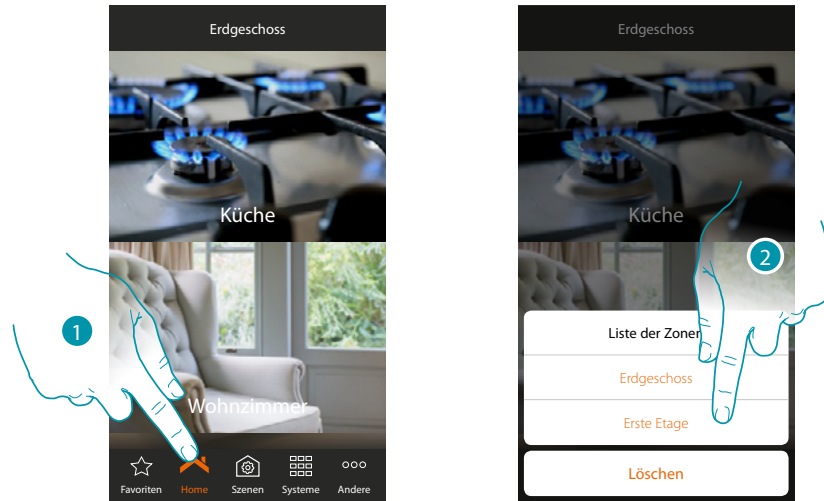 Erdgeschoss
Küche
Wohnzimmer
Favoriten
Home
Szenen
Systeme
Andere
1
Erdgeschoss
Küche
2
Liste der Zonen
Erdgeschoss
Erste Etage
Löschen